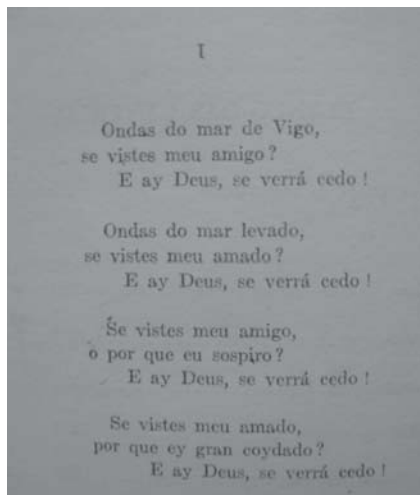 I
Ondas do mar de Vigo,
se vistes meu amigo?
E ay Deus, se verrá cedo!
Ondas do mar levado,
se vistes meu amado?
E ay Deus, se verrá cedo!
Se vistes meu amigo,
o por que eu sospiro?
E ay Deus, se verrá cedo!
Se vistes meu amado,
por que ey gran coydado?
E ay Deus, se verrá cedo!